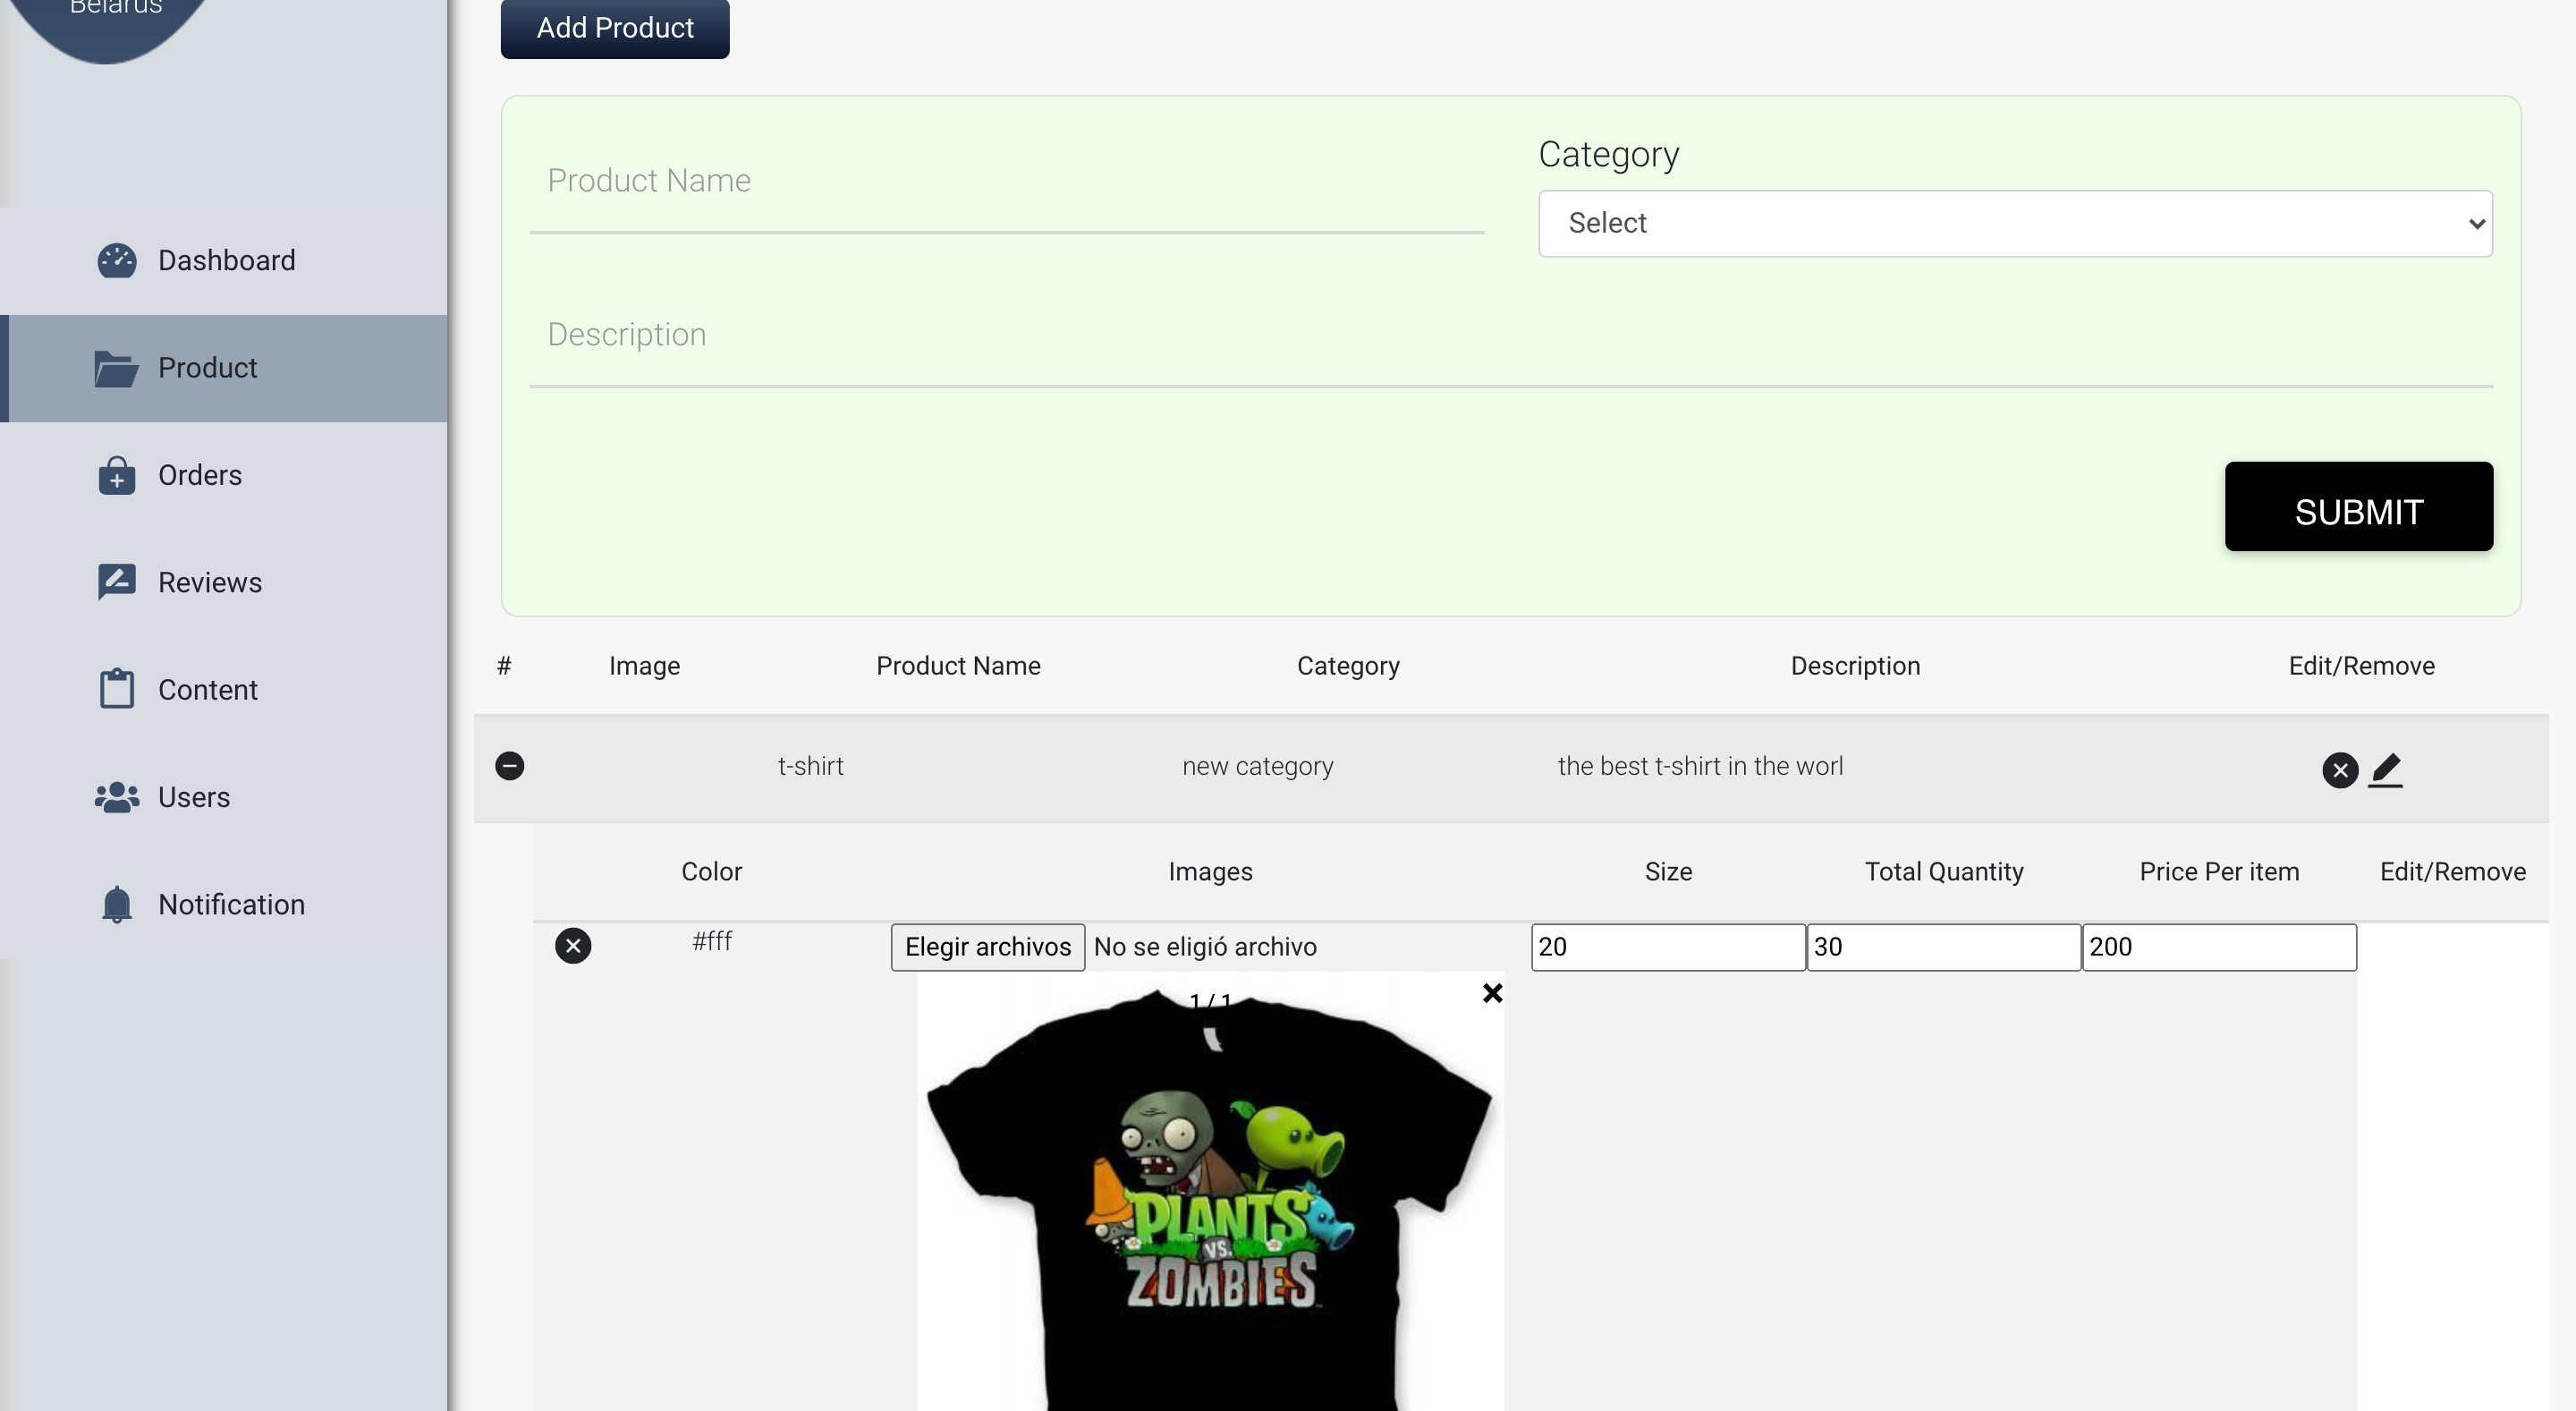 Belarus
Add Product
Product Name
Category
Select
Description
SUBMIT
Dashboard
Product
Orders
Reviews
Content
Users
Notification
# Image Product Name Category Description Edit/Remove
t-shirt new category the best t-shirt in the worl
Color Images Size Total Quantity Price Per item Edit/Remove
#fff Elegir archivos No se eligió archivo 20 30 200
1 / 1
PLANTS
VS.
ZOMBIES